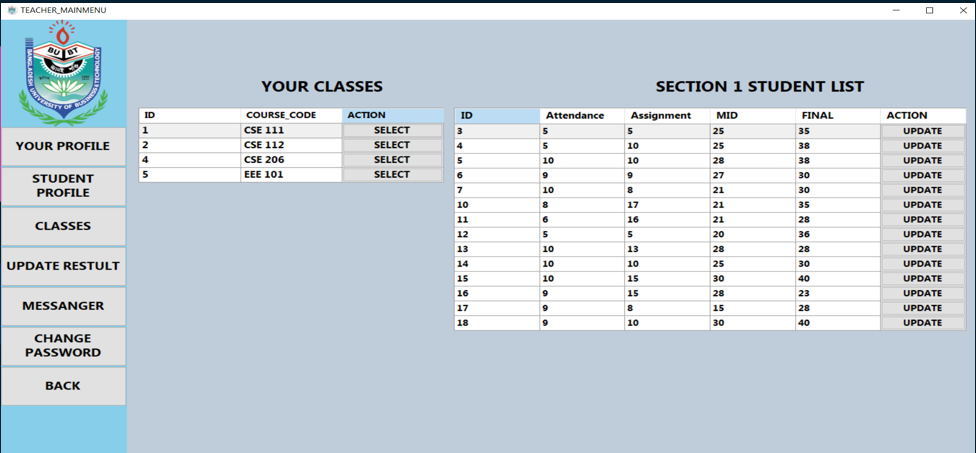 TEACHER_MAINMENU
BU BT
BANGLADESH UNIVERSITY OF BUSINESS & TECHNOLOGY
YOUR PROFILE
STUDENT
PROFILE
CLASSES
UPDATE RESTULT
MESSANGER
CHANGE
PASSWORD
BACK
YOUR CLASSES
ID COURSE_CODE ACTION
1 CSE 111 SELECT
2 CSE 112 SELECT
4 CSE 206 SELECT
5 EEE 101 SELECT
SECTION 1 STUDENT LIST
ID Attendance Assignment MID FINAL ACTION
3 5 5 25 35 UPDATE
4 5 10 25 38 UPDATE
5 10 10 28 38 UPDATE
6 9 9 27 30 UPDATE
7 10 8 21 30 UPDATE
10 8 17 21 35 UPDATE
11 6 16 21 28 UPDATE
12 5 5 20 36 UPDATE
13 10 13 28 28 UPDATE
14 10 10 25 30 UPDATE
15 10 15 30 40 UPDATE
16 9 15 28 23 UPDATE
17 9 8 15 28 UPDATE
18 9 10 30 40 UPDATE